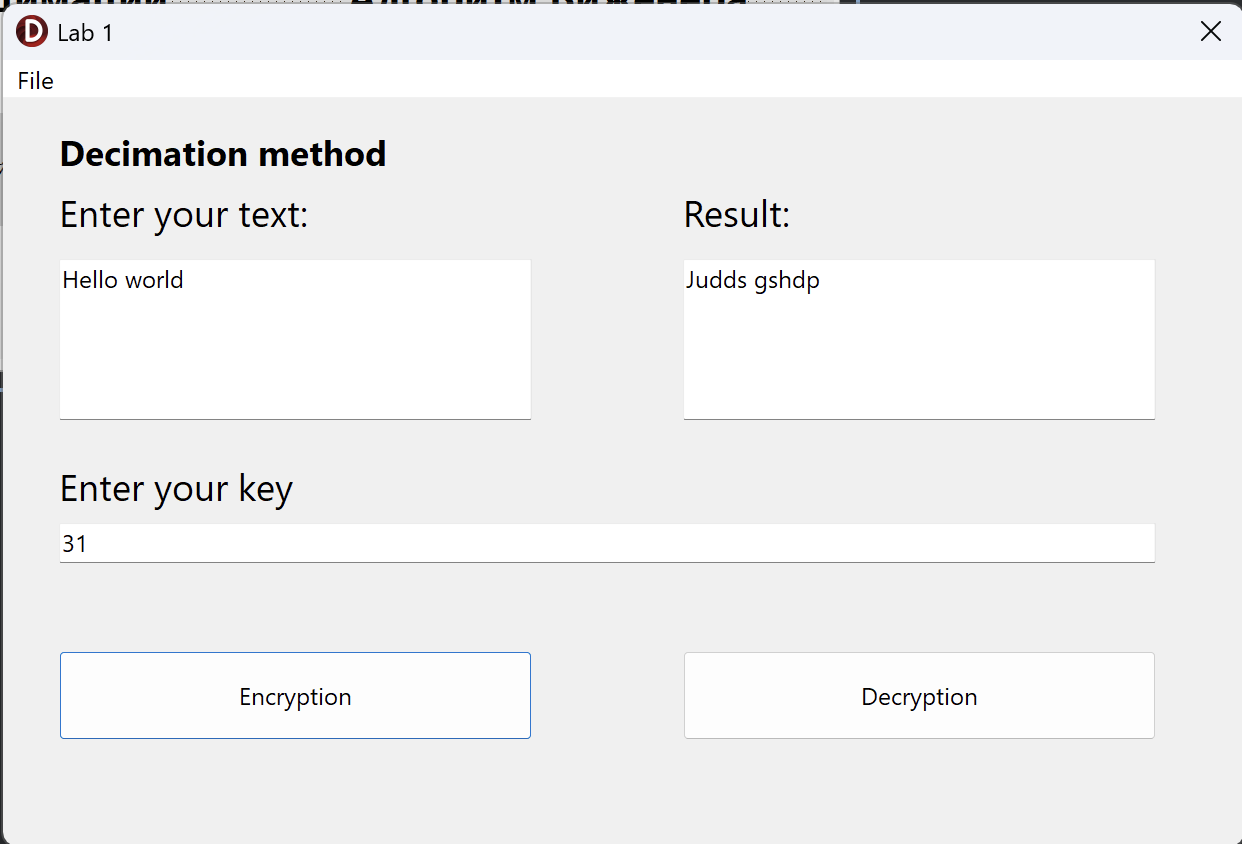 Lab 1
File
Decimation method
Enter your text:
Result:
Hello world
Judds gshdp
Enter your key
31
Encryption
Decryption